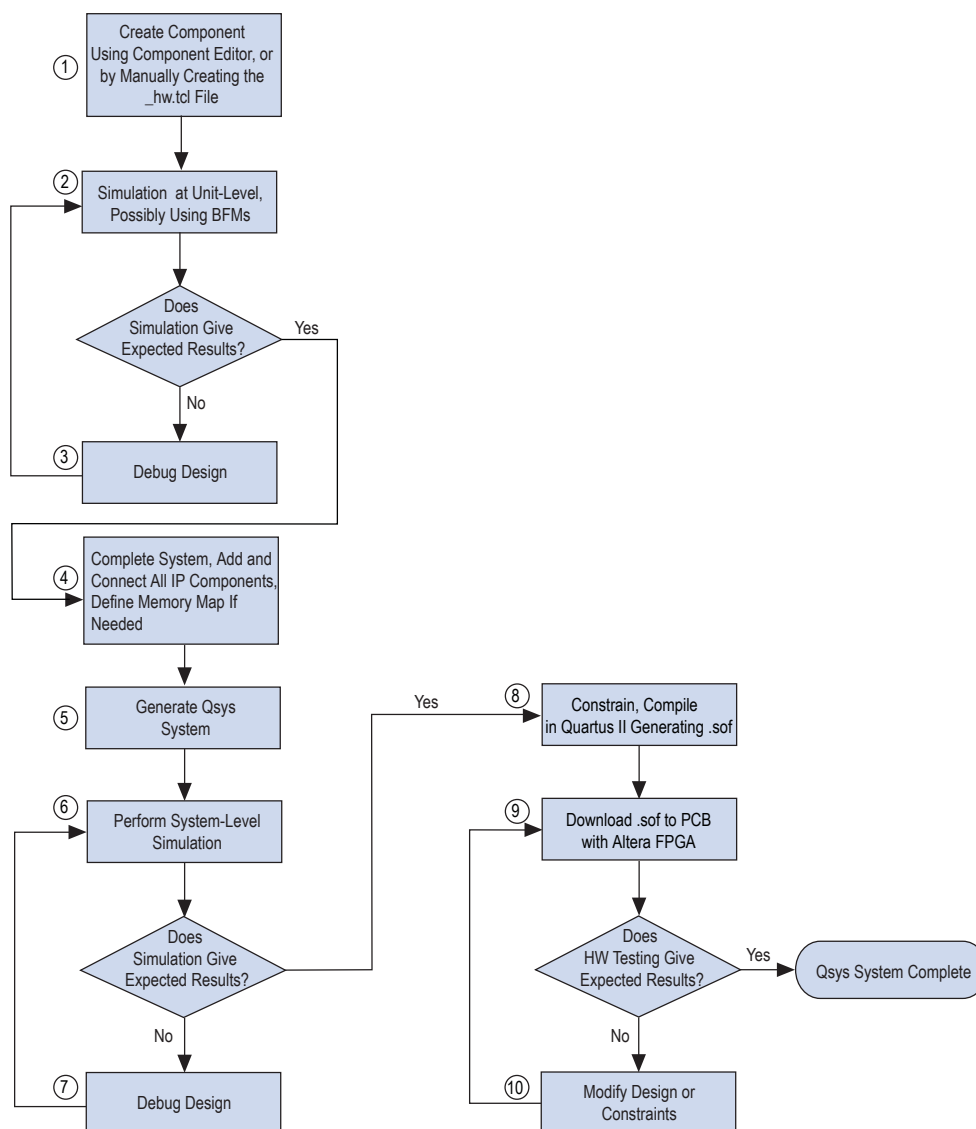 1
Create Component
Using Component Editor, or
by Manually Creating the
_hw.tcl File
2
Simulation at Unit-Level,
Possibly Using BFMs
Does
Simulation Give
Expected Results?
Yes
No
3
Debug Design
4
Complete System, Add and
Connect All IP Components,
Define Memory Map If
Needed
5
Generate Qsys
System
6
Perform System-Level
Simulation
Does
Simulation Give
Expected Results?
Yes
No
7
Debug Design
8
Constrain, Compile
in Quartus II Generating .sof
9
Download .sof to PCB
with Altera FPGA
Does
HW Testing Give
Expected Results?
Yes
Qsys System Complete
No
10
Modify Design or
Constraints